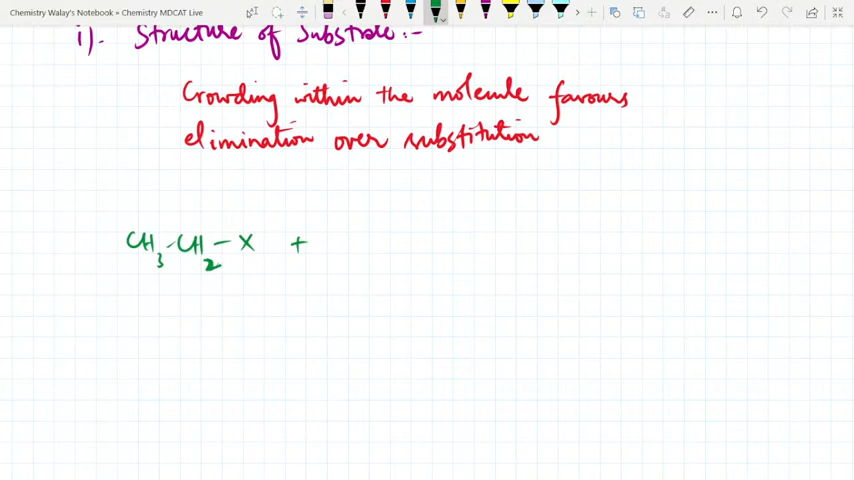 Chemistry Walay's Notebook » Chemistry MDCAT Live
i). Structure of Substrate:-
Crowding within the molecule favours
elimination over substitution
CH3-CH2-X +